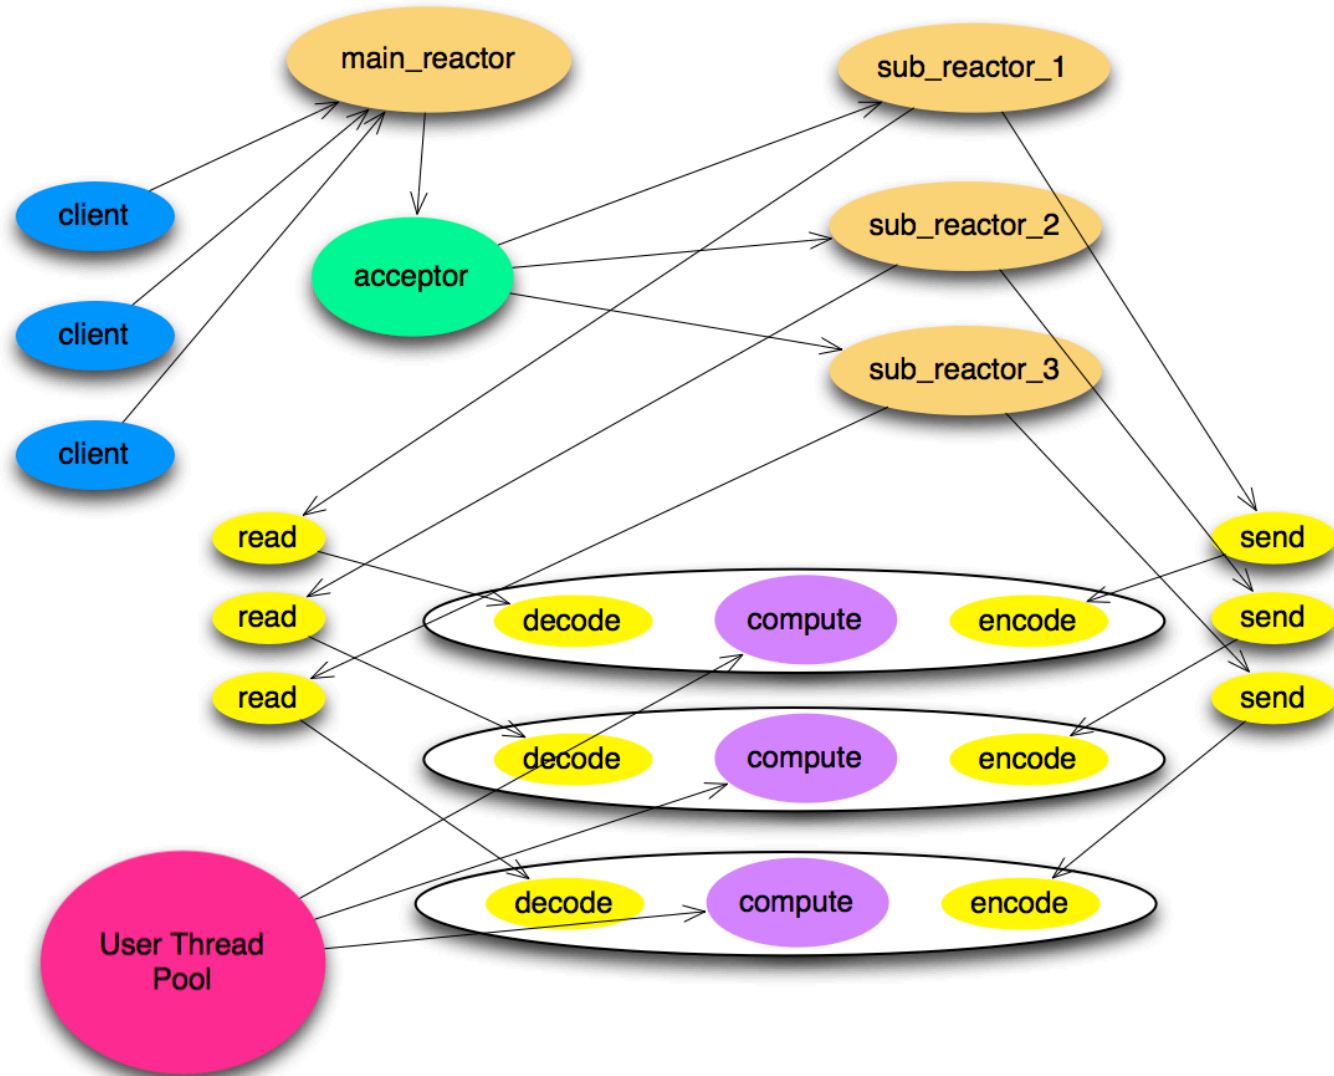 main_reactor
sub_reactor_1
client
acceptor
sub_reactor_2
client
sub_reactor_3
client
read
send
decode
compute
encode
read
send
read
send
decode
compute
encode
decode
compute
encode
User Thread
Pool